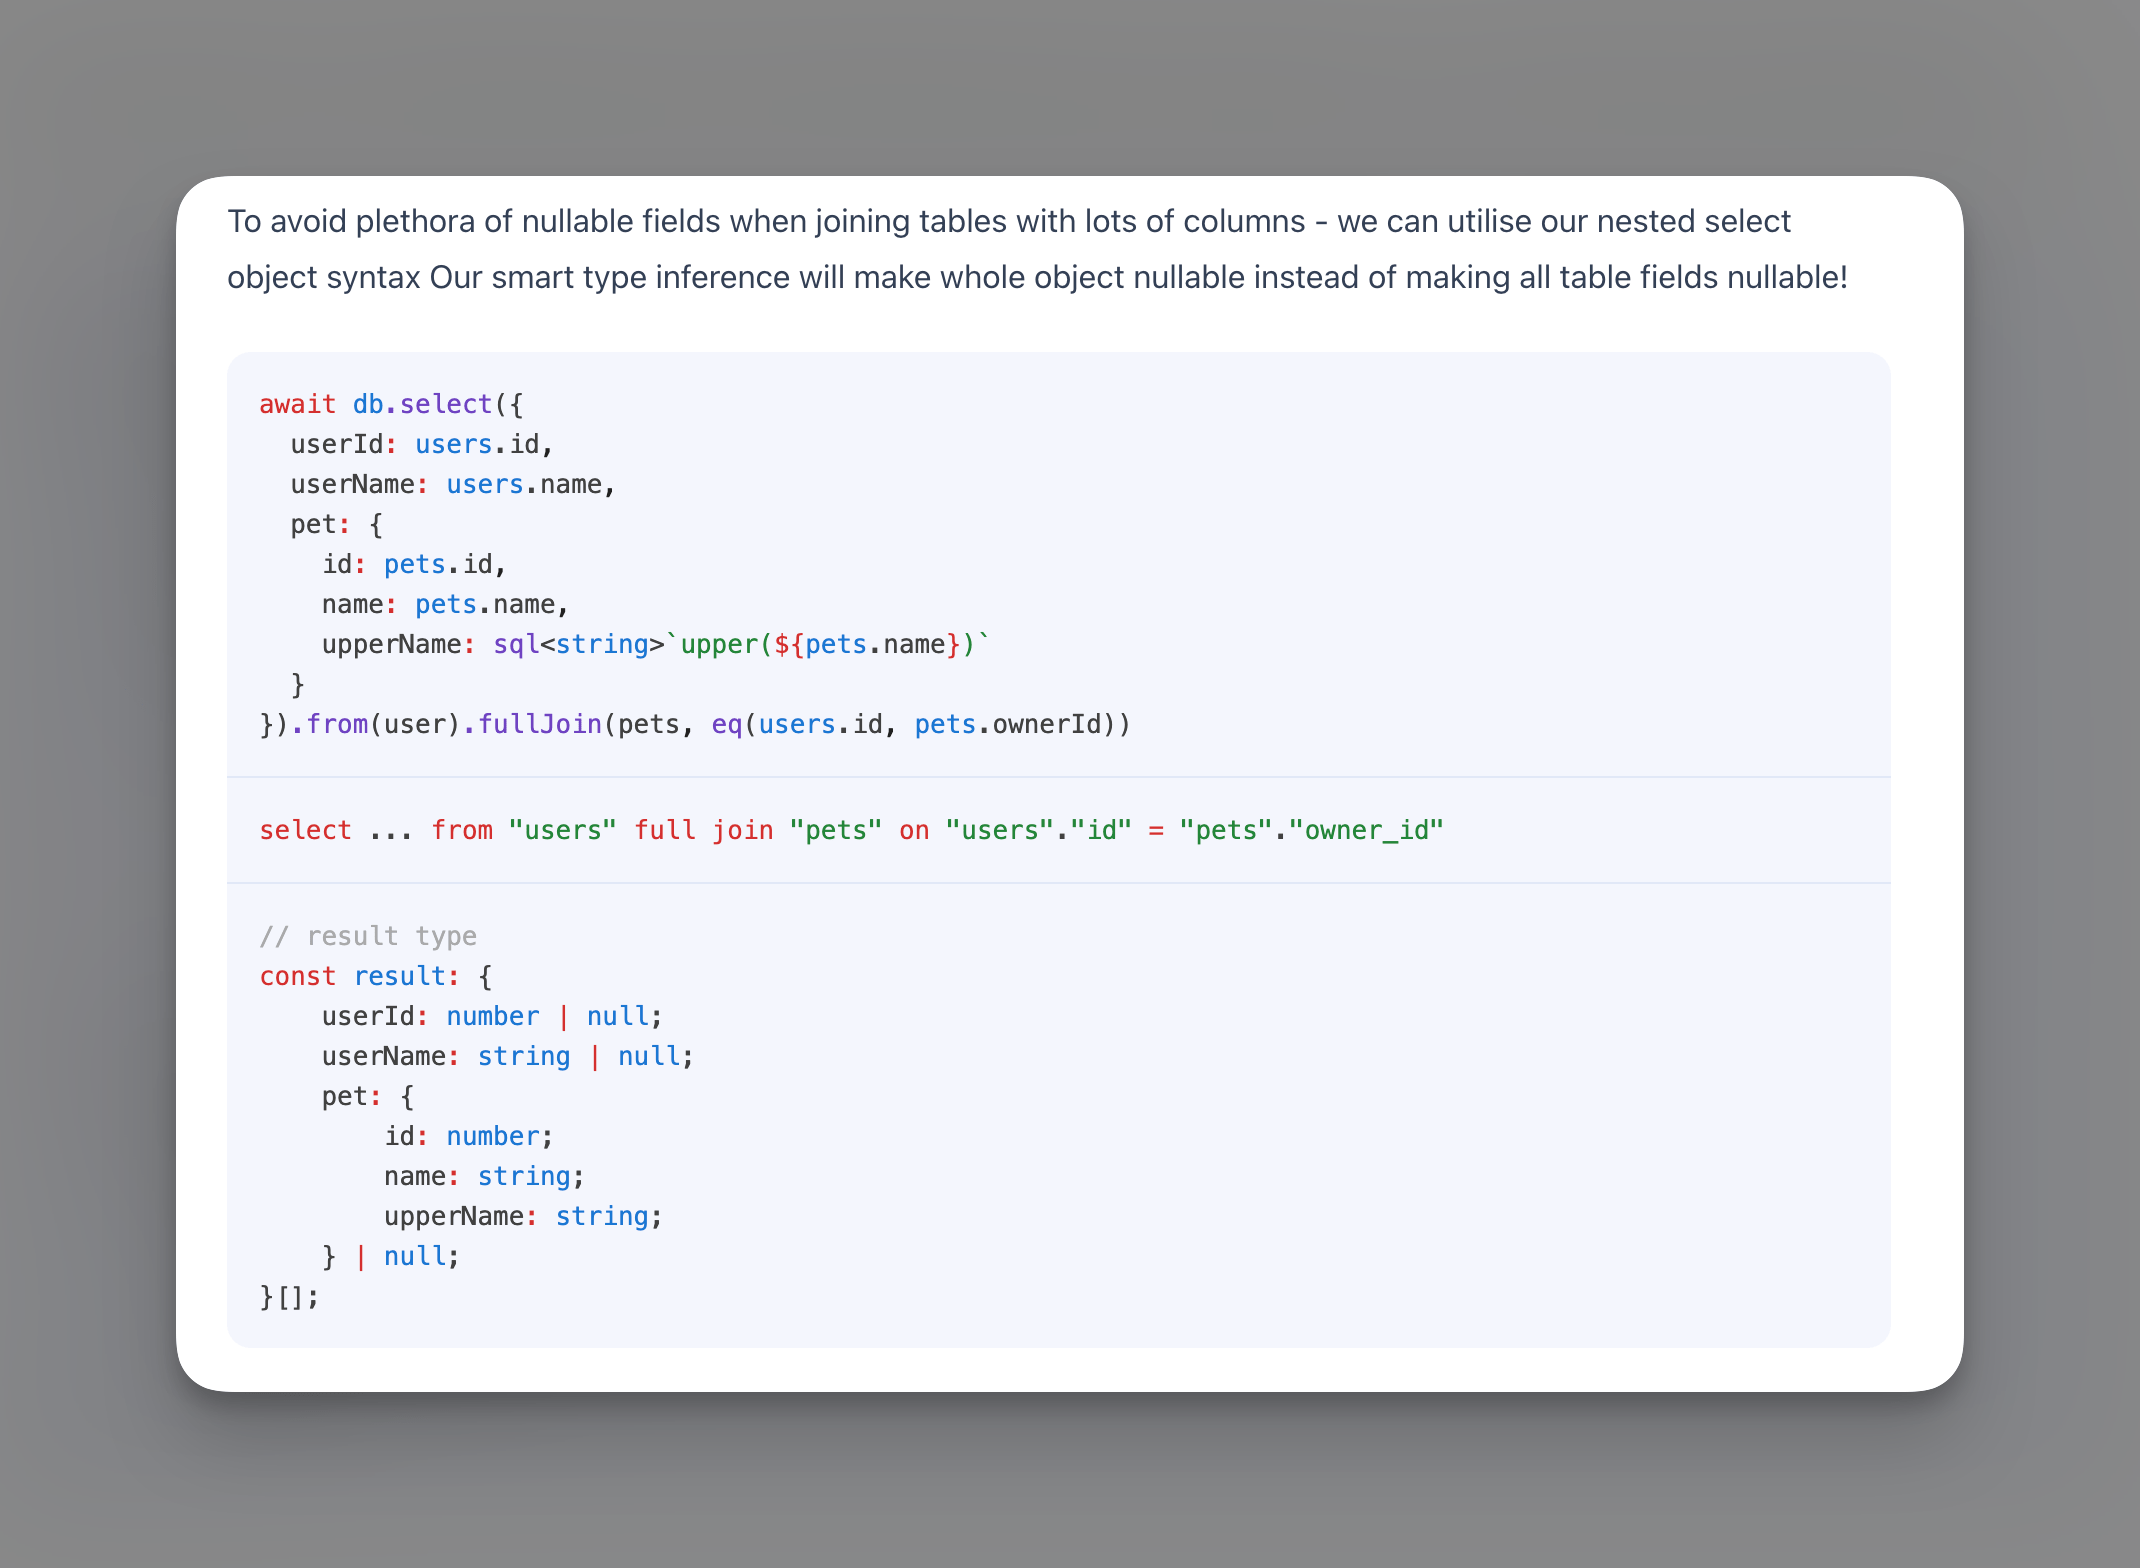 To avoid plethora of nullable fields when joining tables with lots of columns - we can utilise our nested select
object syntax Our smart type inference will make whole object nullable instead of making all table fields nullable!
await db.select({
  userId: users.id,
  userName: users.name,
  pet: {
    id: pets.id,
    name: pets.name,
    upperName: sql<string>`upper(${pets.name})`
  }
}).from(user).fullJoin(pets, eq(users.id, pets.ownerId))
select ... from "users" full join "pets" on "users"."id" = "pets"."owner_id"
// result type
const result: {
    userId: number | null;
    userName: string | null;
    pet: {
        id: number;
        name: string;
        upperName: string;
    } | null;
}[];